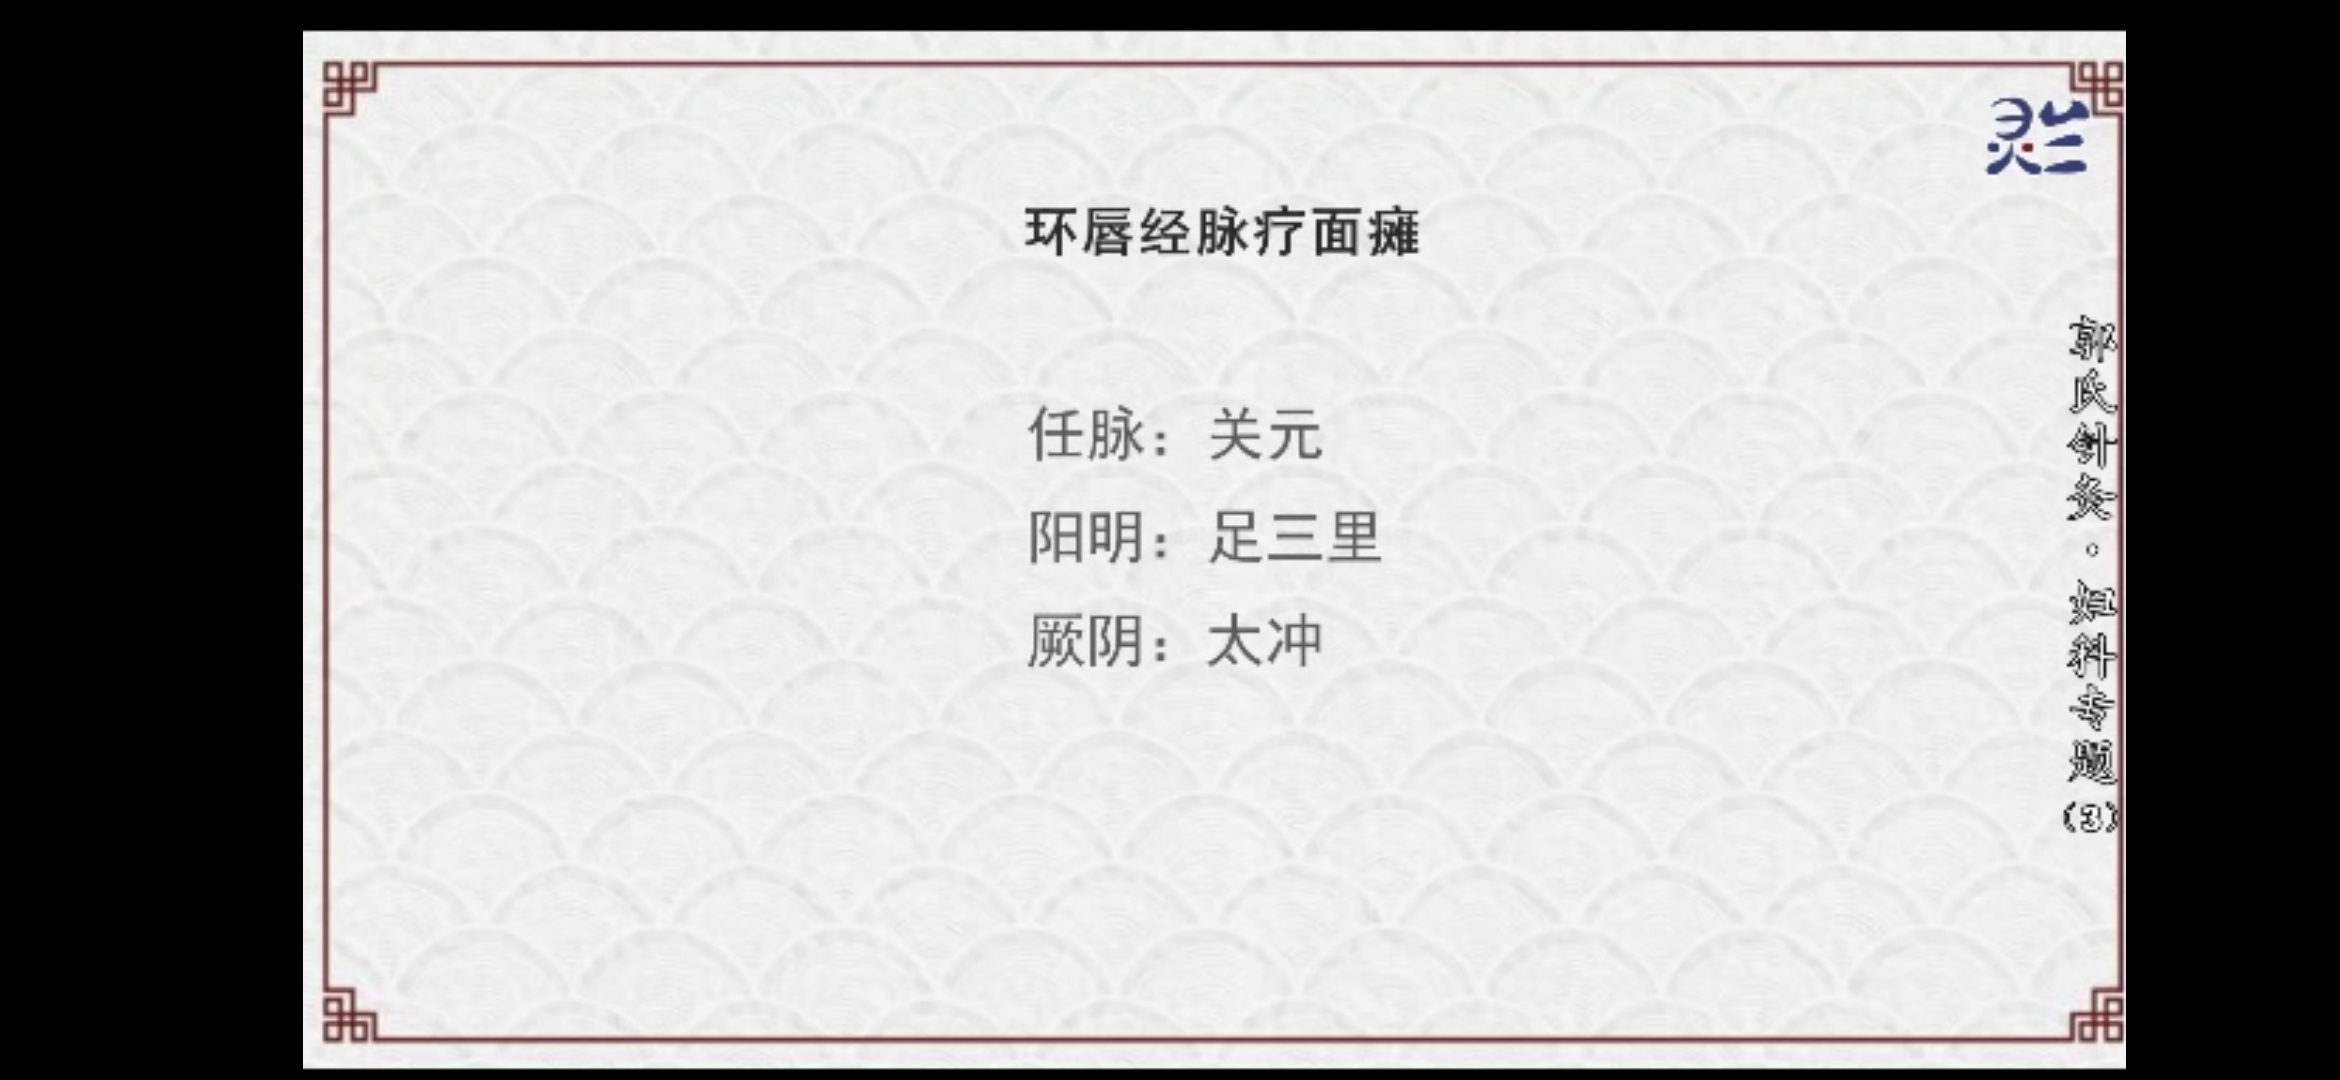 灵兰
环唇经脉疗面瘫
任脉：关元
阳明：足三里
厥阴：太冲
郭氏针灸·妇科专题(3)